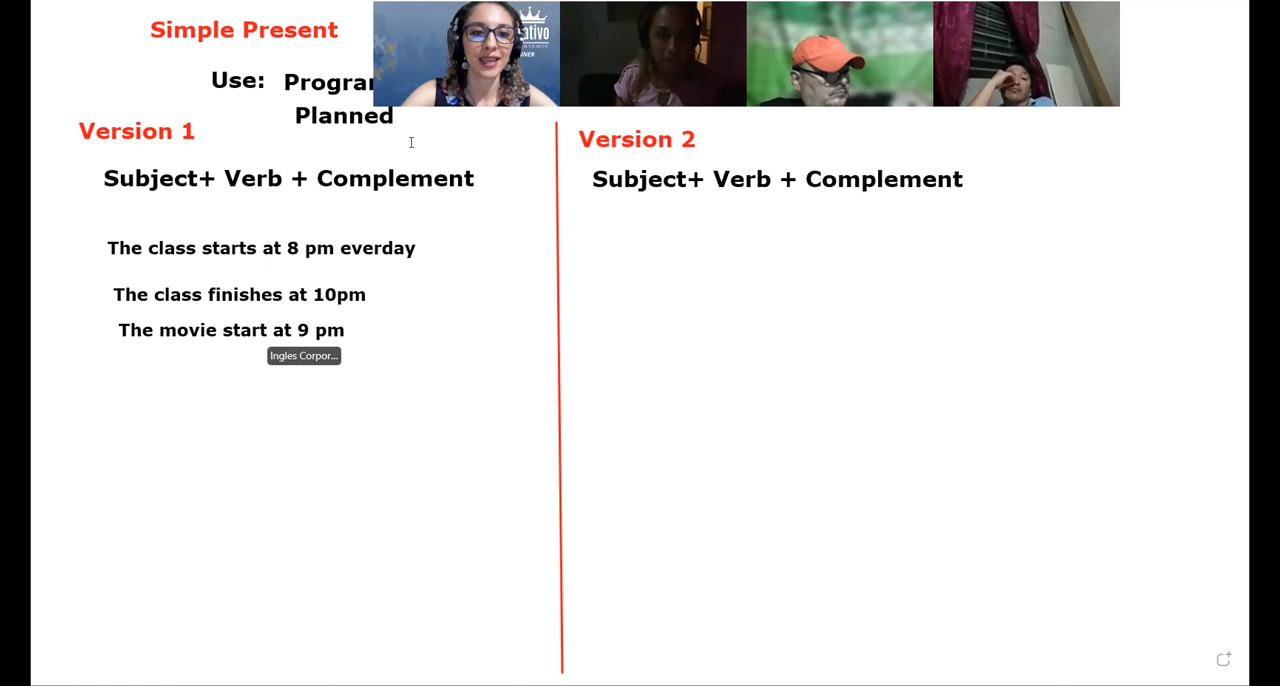 Simple Present
Use:
Planned
Version 1
Subject+ Verb + Complement
The class starts at 8 pm everday
The class finishes at 10pm
The movie start at 9 pm
Ingles Corpor...
Version 2
Subject+ Verb + Complement